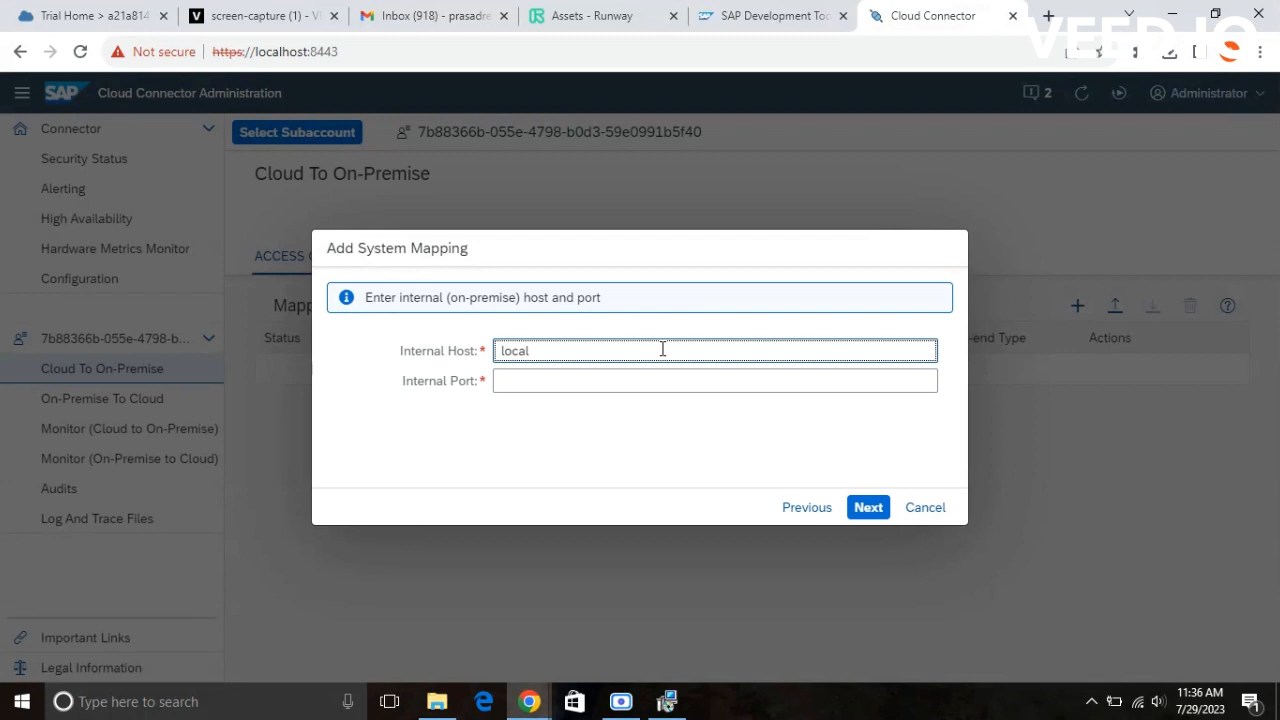 Trial Home > a21a814
screen-capture (1) - V
Inbox (918) - prasadre
Assets - Runway
SAP Development Too
Cloud Connector
VEED.IO
Not secure
https://localhost:8443
SAP
Cloud Connector Administration
2
Administrator
Connector
Security Status
Alerting
High Availability
Hardware Metrics Monitor
Configuration
7b88366b-055e-4798-b...
Cloud To On-Premise
On-Premise To Cloud
Monitor (Cloud to On-Premise)
Monitor (On-Premise to Cloud)
Audits
Log And Trace Files
Important Links
Legal Information
Select Subaccount
7b88366b-055e-4798-b0d3-59e0991b5f40
Cloud To On-Premise
ACCESS C
Mapp
Status
-end Type
Actions
Add System Mapping
Enter internal (on-premise) host and port
Internal Host:* local
Internal Port:*
Previous
Next
Cancel
Type here to search
11:36 AM
7/29/2023
1